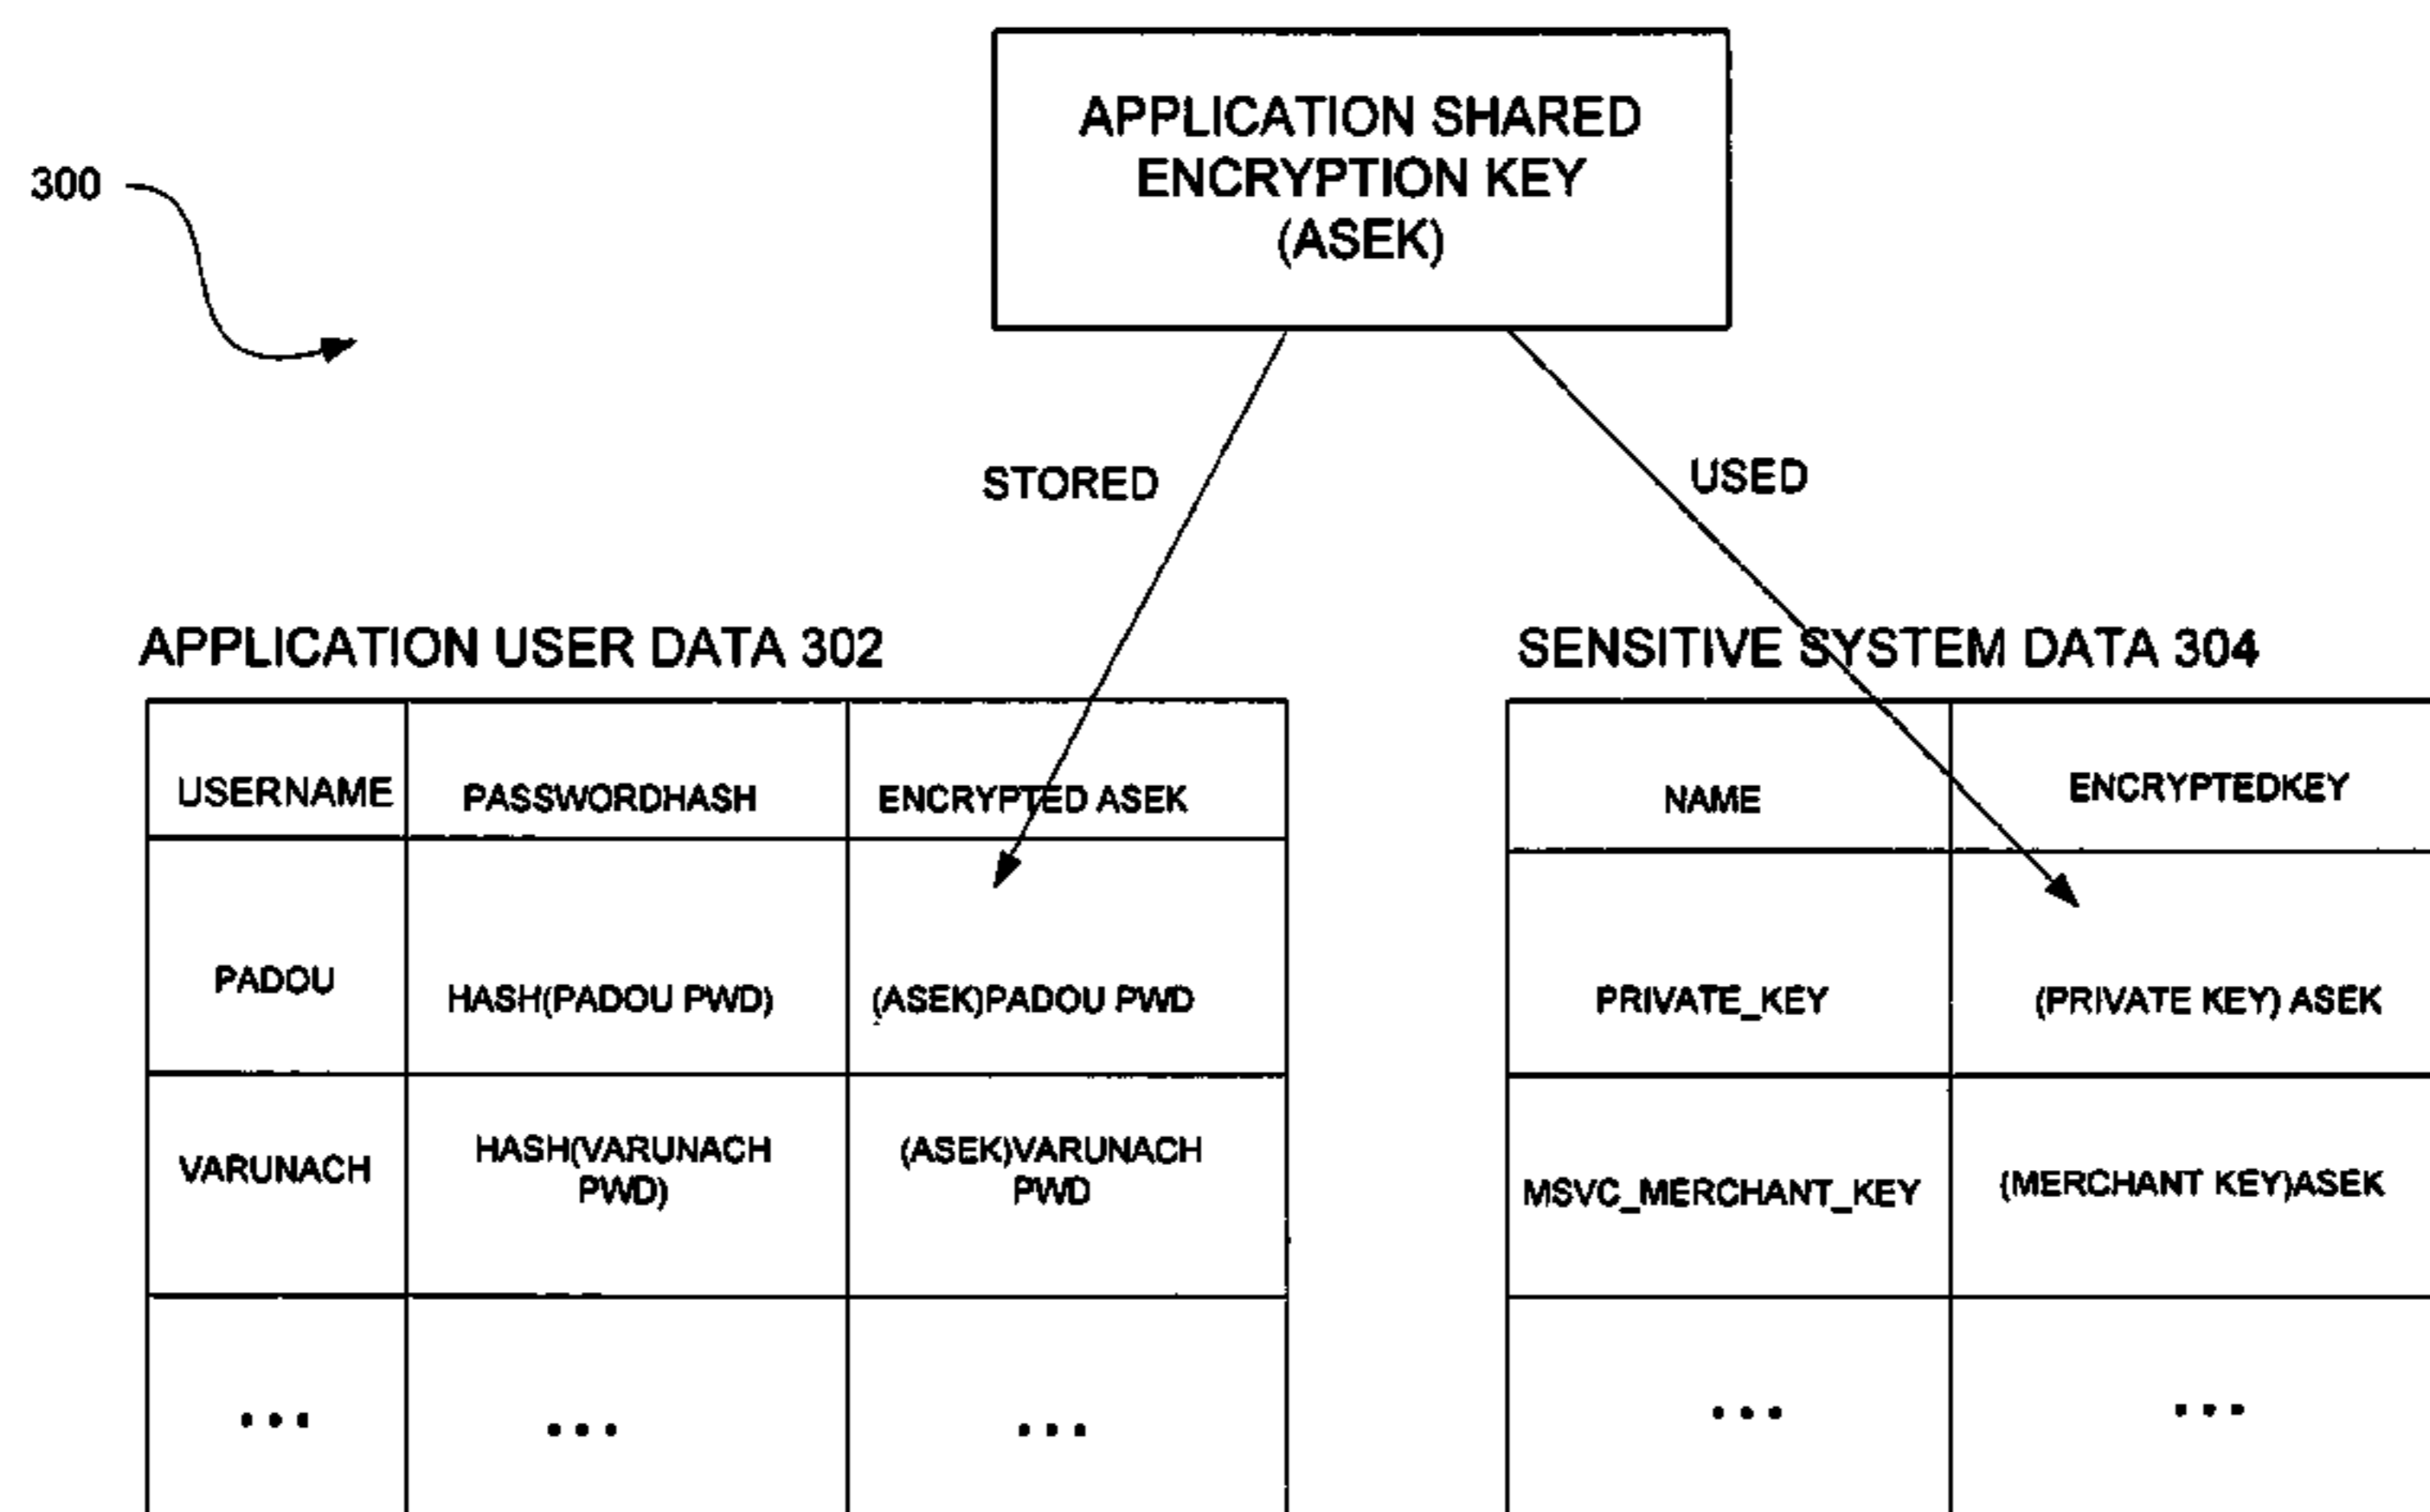 APPLICATION SHARED
ENCRYPTION KEY
(ASEK)
300
STORED
USED
APPLICATION USER DATA 302
USERNAME PASSWORDHASH ENCRYPTED ASEK
PADOU HASH(PADOU PWD) (ASEK)PADOU PWD
VARUNACH HASH(VARUNACH PWD) (ASEK)VARUNACH PWD
... ... ...
SENSITIVE SYSTEM DATA 304
NAME ENCRYPTEDKEY
PRIVATE_KEY (PRIVATE KEY) ASEK
MSVC_MERCHANT_KEY (MERCHANT KEY)ASEK
... ...